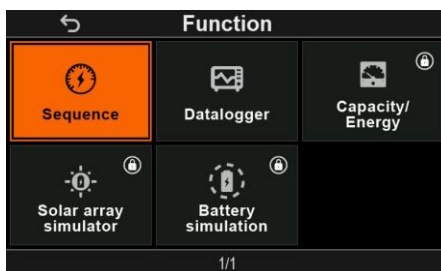 Function
Sequence
Datalogger
Capacity/
Energy
Solar array
simulator
Battery
simulation
1/1